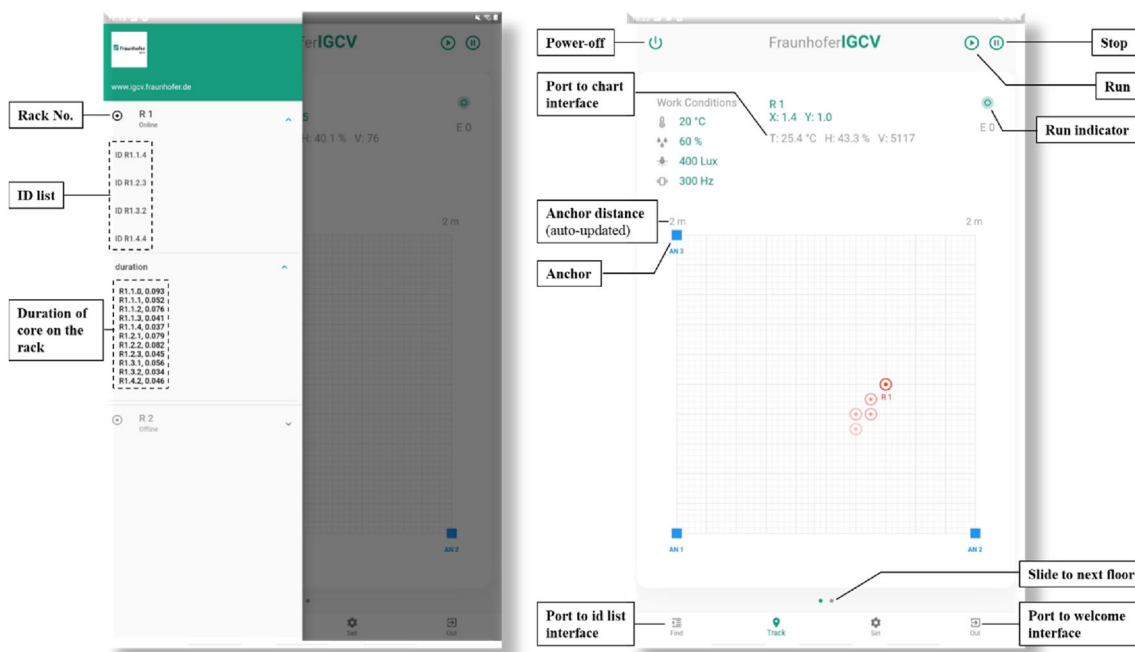 Fraunhofer
www.igcv.fraunhofer.de
Rack No.
R 1
Online
ID list
ID R1.1.4
ID R1.2.3
ID R1.3.2
ID R1.4.4
duration
Duration of
core on the
rack
R1.1.0, 0.093
R1.1.1, 0.052
R1.1.2, 0.076
R1.1.3, 0.041
R1.1.4, 0.037
R1.2.1, 0.079
R1.2.2, 0.082
R1.2.3, 0.045
R1.3.1, 0.056
R1.3.2, 0.034
R1.4.2, 0.046
R 2
Offline
erIGCV
5
E 0
H: 40.1 % V: 76
2 m
AN 2
Set
Out
Power-off
FraunhoferIGCV
Stop
Run
Port to chart
interface
Work Conditions
20 °C
60 %
400 Lux
300 Hz
R 1
X: 1.4 Y: 1.0
T: 25.4 °C H: 43.3 % V: 5117
E 0
Run indicator
Anchor distance
(auto-updated)
2 m
2 m
Anchor
AN 3
R 1
AN 1
AN 2
Slide to next floor
Port to id list
interface
Find
Track
Set
Out
Port to welcome
interface